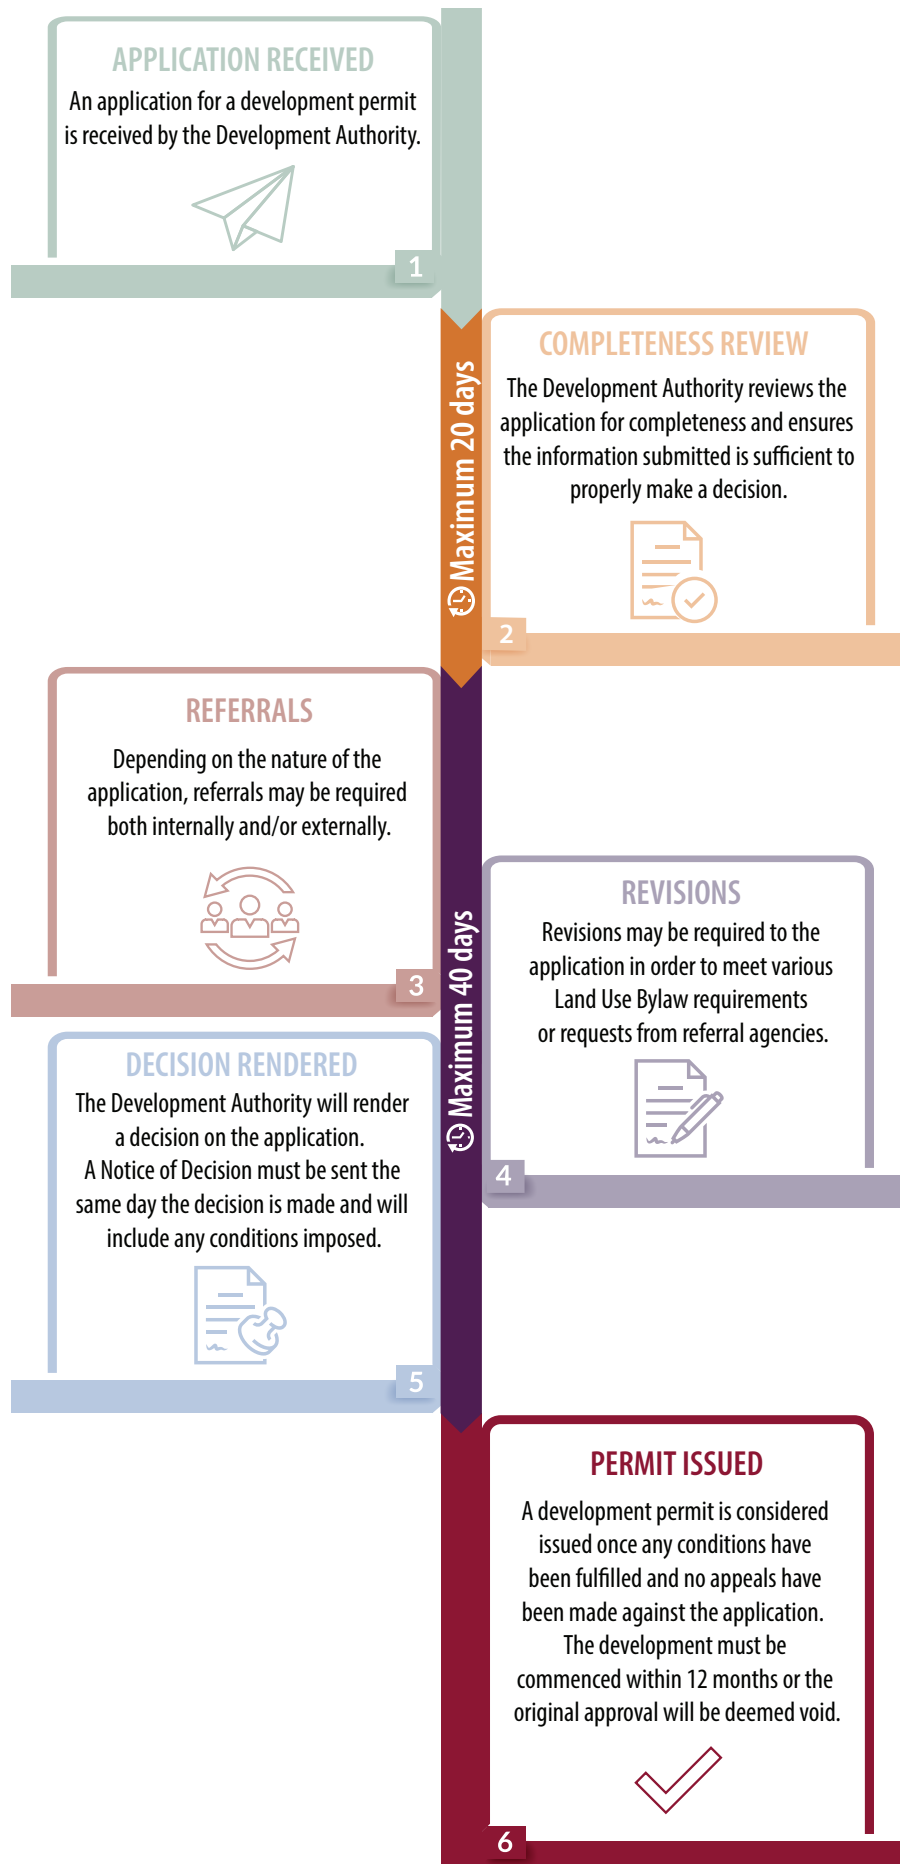 APPLICATION RECEIVED
An application for a development permit
is received by the Development Authority.
1
Maximum 20 days
COMPLETENESS REVIEW
The Development Authority reviews the
application for completeness and ensures
the information submitted is sufficient to
properly make a decision.
2
REFERRALS
Depending on the nature of the
application, referrals may be required
both internally and/or externally.
3
Maximum 40 days
REVISIONS
Revisions may be required to the
application in order to meet various
Land Use Bylaw requirements
or requests from referral agencies.
4
DECISION RENDERED
The Development Authority will render
a decision on the application.
A Notice of Decision must be sent the
same day the decision is made and will
include any conditions imposed.
5
PERMIT ISSUED
A development permit is considered
issued once any conditions have
been fulfilled and no appeals have
been made against the application.
The development must be
commenced within 12 months or the
original approval will be deemed void.
6